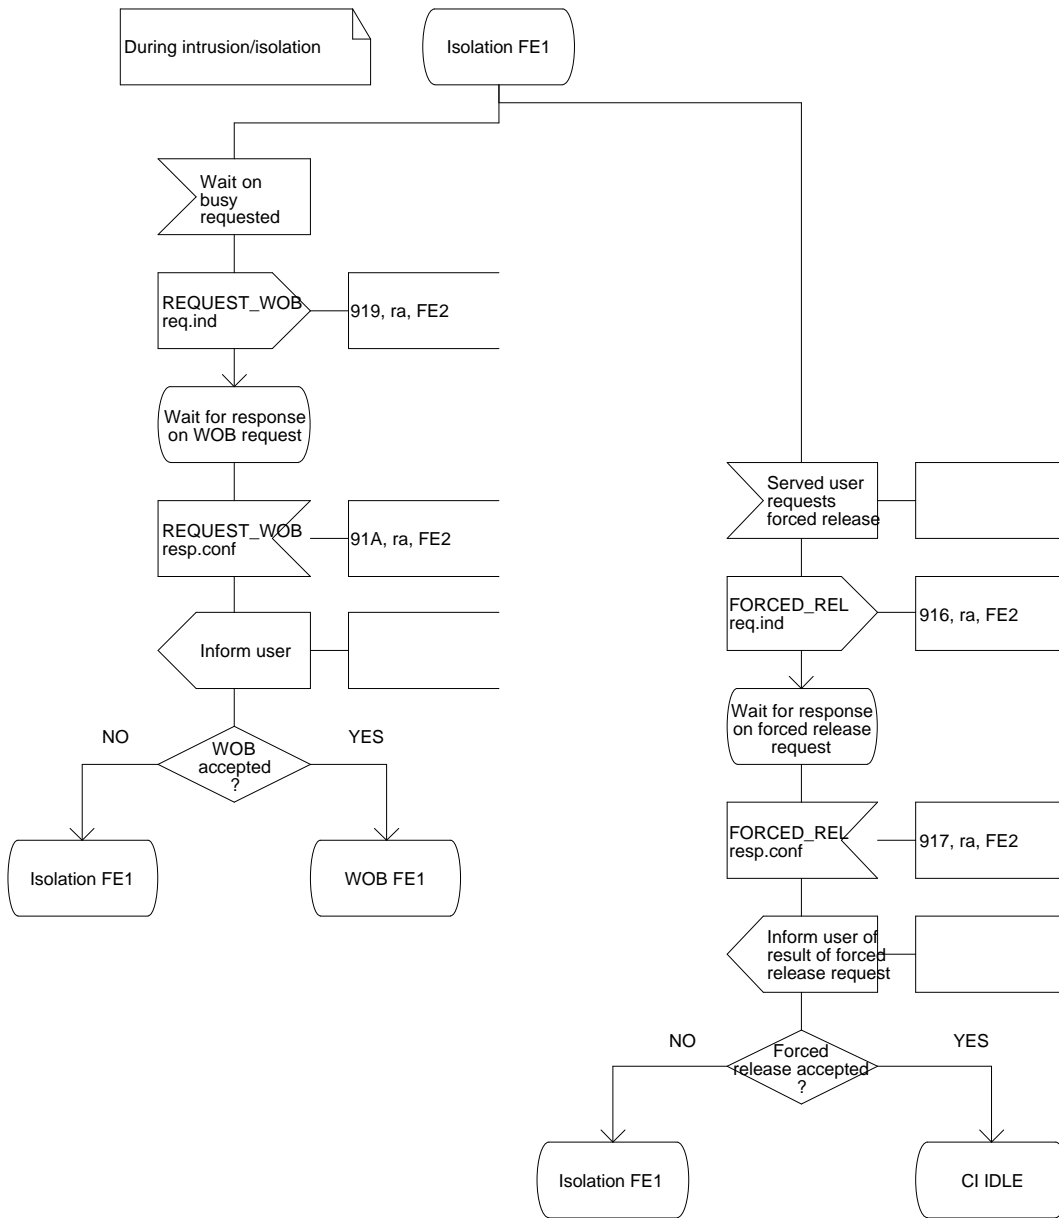 During intrusion/isolation
Isolation FE1
Wait on
busy
requested
REQUEST_WOB
req.ind
919, ra, FE2
Wait for response
on WOB request
REQUEST_WOB
resp.conf
91A, ra, FE2
Inform user
NO
YES
WOB
accepted
?
Isolation FE1
WOB FE1
Served user
requests
forced release
FORCED_REL
req.ind
916, ra, FE2
Wait for response
on forced release
request
FORCED_REL
resp.conf
917, ra, FE2
Inform user of
result of forced
release request
NO
YES
Forced
release accepted
?
Isolation FE1
CI IDLE